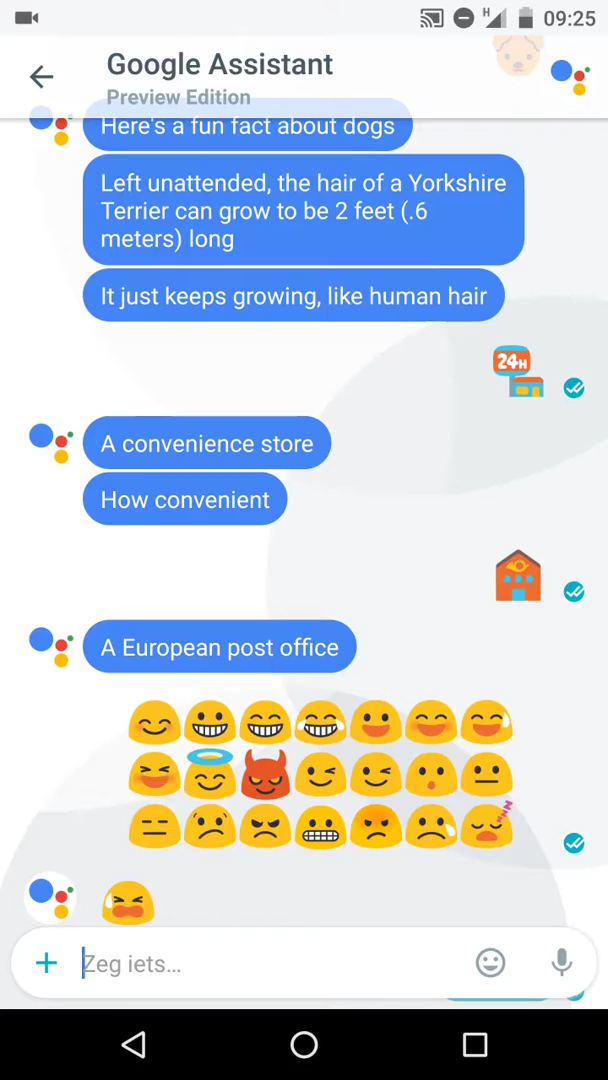 H
09:25
Google Assistant
Preview Edition
Here's a fun fact about dogs
Left unattended, the hair of a Yorkshire
Terrier can grow to be 2 feet (.6
meters) long
It just keeps growing, like human hair
24H
A convenience store
How convenient
A European post office
Zeg iets…